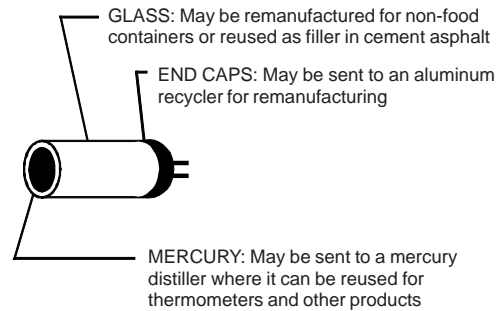 GLASS: May be remanufactured for non-food
containers or reused as filler in cement asphalt
END CAPS: May be sent to an aluminum
recycler for remanufacturing
MERCURY: May be sent to a mercury
distiller where it can be reused for
thermometers and other products